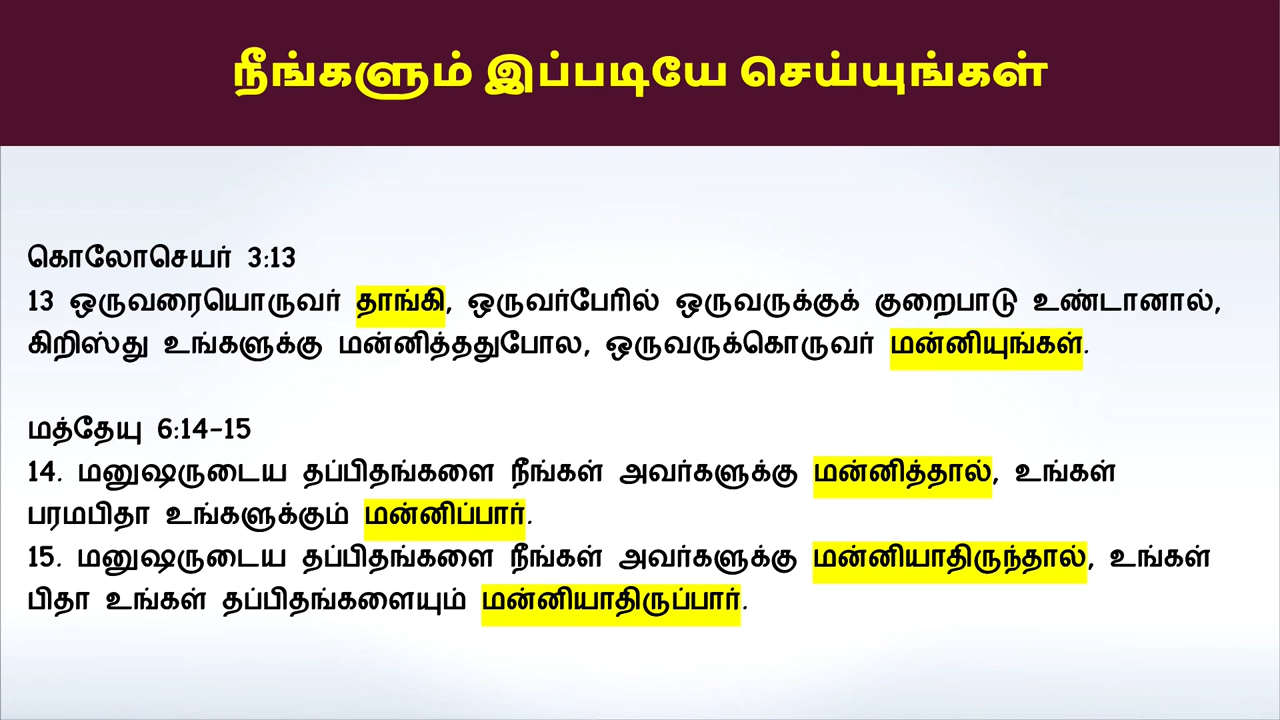 நீங்களும் இப்படியே செய்யுங்கள்
கொலோசெயர் 3:13
13 ஒருவரையொருவர் தாங்கி, ஒருவர்பேரில் ஒருவருக்குக் குறைபாடு உண்டானால்,
கிறிஸ்து உங்களுக்கு மன்னித்ததுபோல, ஒருவருக்கொருவர் மன்னியுங்கள்.
மத்தேயு 6:14-15
14. மனுஷருடைய தப்பிதங்களை நீங்கள் அவர்களுக்கு மன்னித்தால், உங்கள்
பரமபிதா உங்களுக்கும் மன்னிப்பார்.
15. மனுஷருடைய தப்பிதங்களை நீங்கள் அவர்களுக்கு மன்னியாதிருந்தால், உங்கள்
பிதா உங்கள் தப்பிதங்களையும் மன்னியாதிருப்பார்.